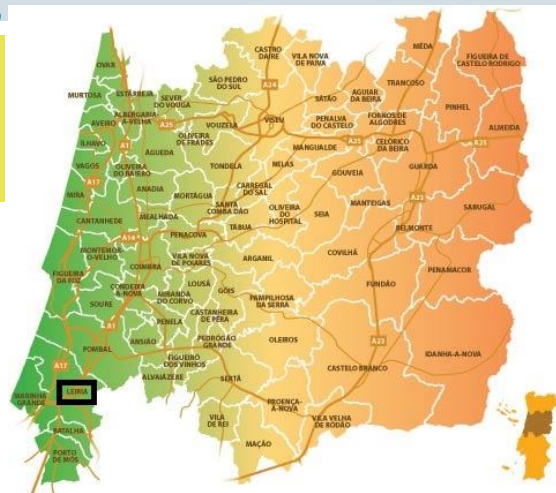 OVAR
CASTRO
DAIRE
VILA NOVA
DE PAIVA
MÊDA
FIGUEIRA DE
CASTELO RODRIGO
MURTOSA
ESTARREJA
SEVER
DO VOUGA
SÃO PEDRO
DO SUL
A24
SÁTÃO
AGUIAR
DA BEIRA
TRANCOSO
PINHEL
ALBERGARIA
A-VELHA
AVEIRO
A25
VOUZELA
VISEU
PENALVA
DO CASTELO
FORNOS DE
ALGODRES
ALMEIDA
ÍLHAVO
A1
OLIVEIRA
DE FRADES
MANGUALDE
A25
CELORICO
DA BEIRA
A25
VAGOS
ÁGUEDA
OLIVEIRA
DO BAIRRO
TONDELA
NELAS
GOUVEIA
GUARDA
A17
MIRA
ANADIA
MORTÁGUA
CARREGAL
DO SAL
SANTA
COMBA DÃO
OLIVEIRA
DO
HOSPITAL
SEIA
MANTEIGAS
A23
SABUGAL
CANTANHEDE
MEALHADA
PENACOVA
TÁBUA
BELMONTE
MONTEMOR-
O-VELHO
A14
COIMBRA
VILA NOVA
DE POIARES
ARGANIL
COVILHÃ
PENAMACOR
FIGUEIRA
DA FOZ
CONDEIXA
A-NOVA
MIRANDA
DO CORVO
LOUSÃ
GÓIS
PAMPILHOSA
DA SERRA
FUNDÃO
SOURE
PENELA
CASTANHEIRA
DE PÊRA
A1
POMBAL
ANSIÃO
PEDRÓGÃO
GRANDE
OLEIROS
A23
IDANHA-A-NOVA
A17
FIGUEIRÓ
DOS VINHOS
ALVAIÁZERE
SERTÃ
CASTELO BRANCO
MARINHA
GRANDE
LEIRIA
PROENÇA-
A-NOVA
VILA
DE REI
VILA VELHA
DE RODÃO
BATALHA
MAÇÃO
PORTO
DE MÓS